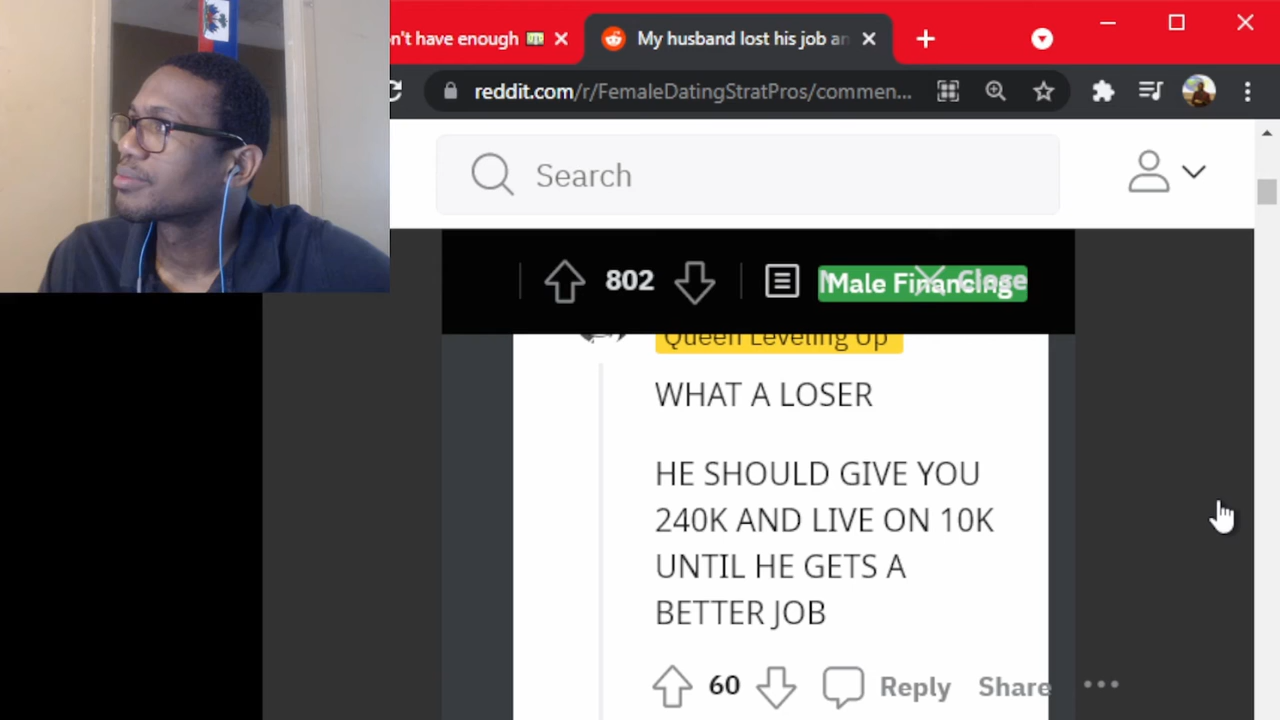 n't have enough
My husband lost his job an
reddit.com/r/FemaleDatingStratPros/commen...
Search
802
Male Financing
Close
Queen Leveling Up
WHAT A LOSER
HE SHOULD GIVE YOU
240K AND LIVE ON 10K
UNTIL HE GETS A
BETTER JOB
60 Reply Share